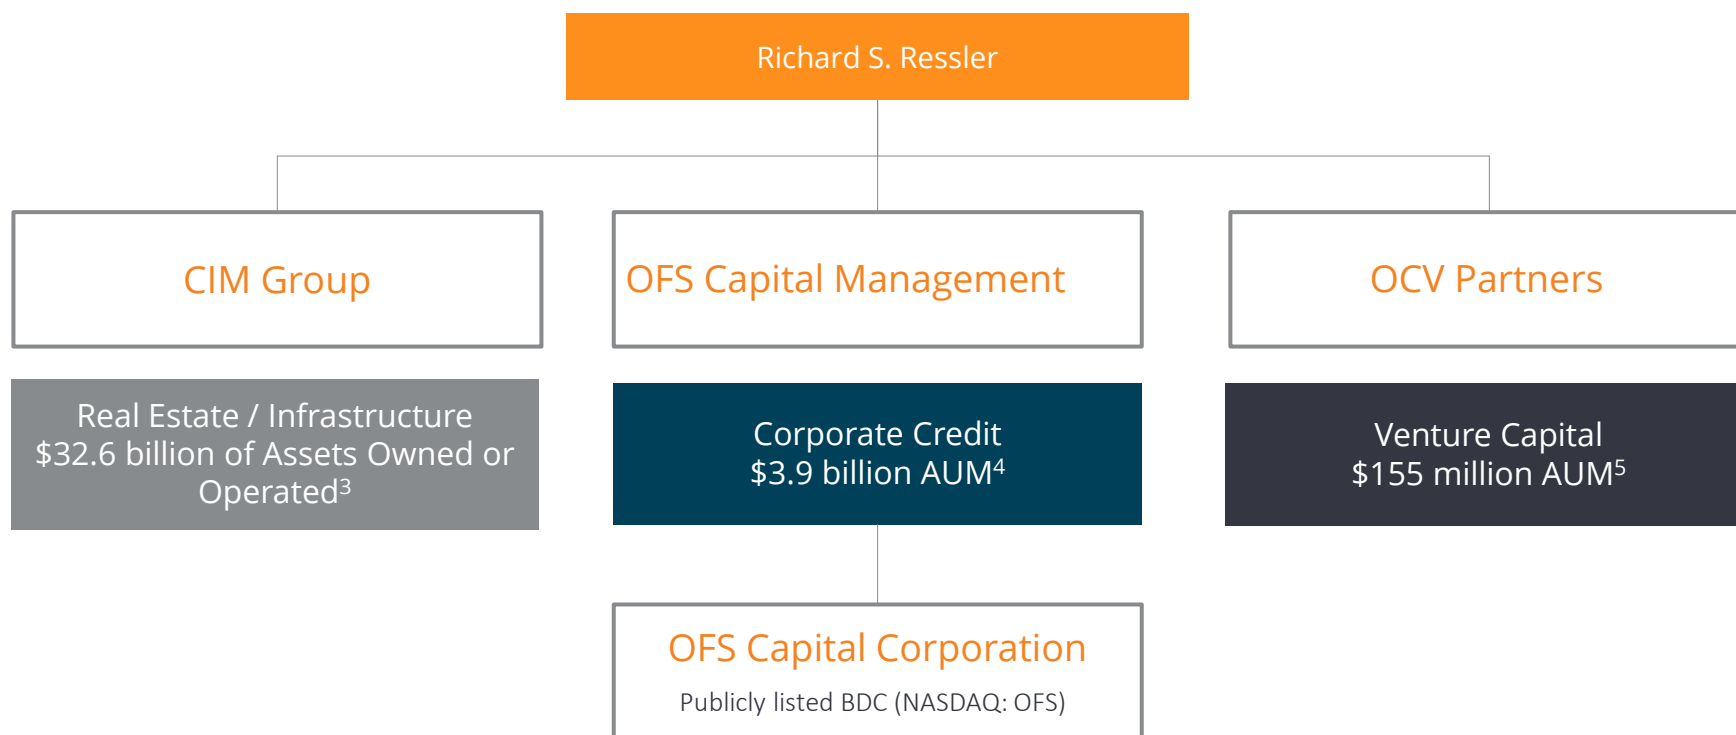 Richard S. Ressler
CIM Group
OFS Capital Management
OCV Partners
Real Estate / Infrastructure
$32.6 billion of Assets Owned or
Operated³
Corporate Credit
$3.9 billion AUM⁴
Venture Capital
$155 million AUM⁵
OFS Capital Corporation
Publicly listed BDC (NASDAQ: OFS)